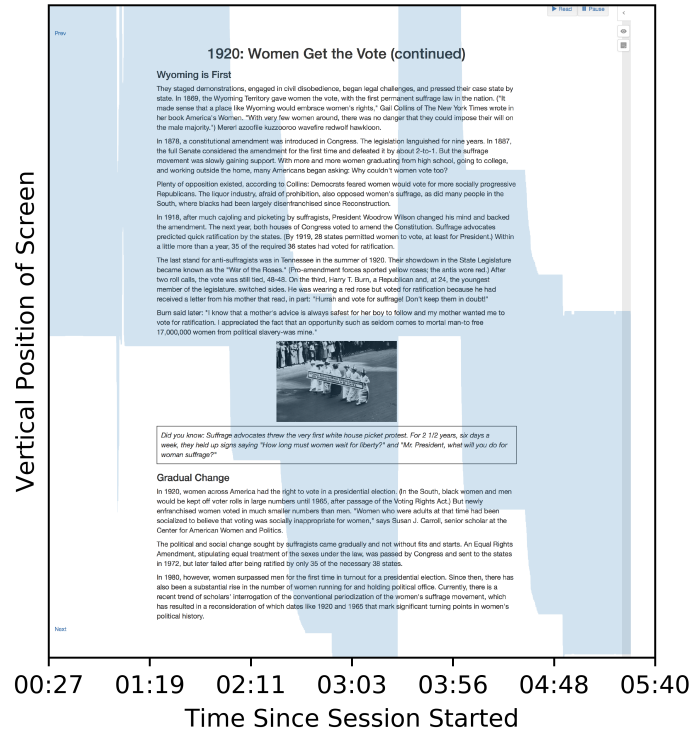 Read Pause
Prev
1920: Women Get the Vote (continued)
Wyoming is First
They staged demonstrations, engaged in civil disobedience, began legal challenges, and pressed their case state by
state. In 1869, the Wyoming Territory gave women the vote, with the first permanent suffrage law in the nation. ("It
made sense that a place like Wyoming would embrace women's rights," Gail Collins of The New York Times wrote in
her book America's Women. "With very few women around, there was no danger that they could impose their will on
the male majority.") Mererl azoofile kuzzooroo wavefire redwolf hawkloon.
In 1878, a constitutional amendment was introduced in Congress. The legislation languished for nine years. In 1887,
the full Senate considered the amendment for the first time and defeated it by about 2-to-1. But the suffrage
movement was slowly gaining support. With more and more women graduating from high school, going to college,
and working outside the home, many Americans began asking: Why couldn't women vote too?
Plenty of opposition existed, according to Collins: Democrats feared women would vote for more socially progressive
Republicans. The liquor industry, afraid of prohibition, also opposed women's suffrage, as did many people in the
South, where blacks had been largely disenfranchised since Reconstruction.
In 1918, after much cajoling and picketing by suffragists, President Woodrow Wilson changed his mind and backed
the amendment. The next year, both houses of Congress voted to amend the Constitution. Suffrage advocates
predicted quick ratification by the states. (By 1919, 28 states permitted women to vote, at least for President.) Within
a little more than a year, 35 of the required 36 states had voted for ratification.
The last stand for anti-suffragists was in Tennessee in the summer of 1920. Their showdown in the State Legislature
became known as the "War of the Roses." (Pro-amendment forces sported yellow roses; the antis wore red.) After
two roll calls, the vote was still tied, 48-48. On the third, Harry T. Burn, a Republican and, at 24, the youngest
member of the legislature. switched sides. He was wearing a red rose but voted for ratification because he had
received a letter from his mother that read, in part: "Hurrah and vote for suffrage! Don't keep them in doubt!"
Burn said later: "I know that a mother's advice is always safest for her boy to follow and my mother wanted me to
vote for ratification. I appreciated the fact that an opportunity such as seldom comes to mortal man-to free
17,000,000 women from political slavery-was mine."
Did you know: Suffrage advocates threw the very first white house picket protest. For 2 1/2 years, six days a
week, they held up signs saying "How long must women wait for liberty?" and "Mr. President, what will you do for
woman suffrage?"
Gradual Change
In 1920, women across America had the right to vote in a presidential election. (In the South, black women and men
would be kept off voter rolls in large numbers until 1965, after passage of the Voting Rights Act.) But newly
enfranchised women voted in much smaller numbers than men. "Women who were adults at that time had been
socialized to believe that voting was socially inappropriate for women," says Susan J. Carroll, senior scholar at the
Center for American Women and Politics.
The political and social change sought by suffragists came gradually and not without fits and starts. An Equal Rights
Amendment, stipulating equal treatment of the sexes under the law, was passed by Congress and sent to the states
in 1972, but later failed after being ratified by only 35 of the necessary 38 states.
In 1980, however, women surpassed men for the first time in turnout for a presidential election. Since then, there has
also been a substantial rise in the number of women running for and holding political office. Currently, there is a
recent trend of scholars' interrogation of the conventional periodization of the women's suffrage movement, which
has resulted in a reconsideration of which dates like 1920 and 1965 that mark significant turning points in women's
political history.
Next
Vertical Position of Screen
00:27 01:19 02:11 03:03 03:56 04:48 05:40
Time Since Session Started